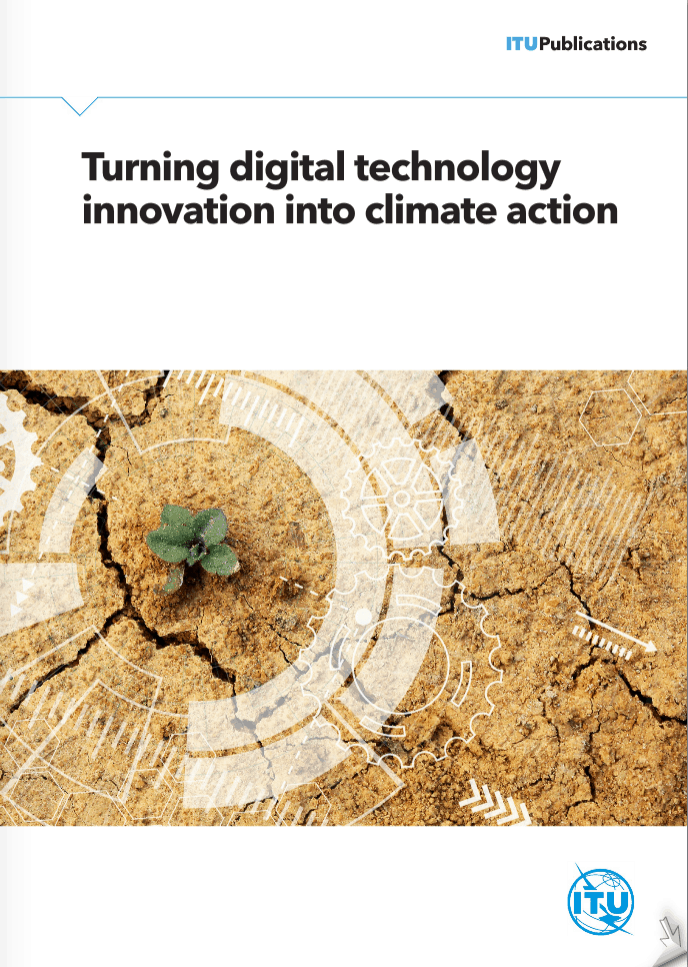 ITUPublications
Turning digital technology
innovation into climate action
ITU